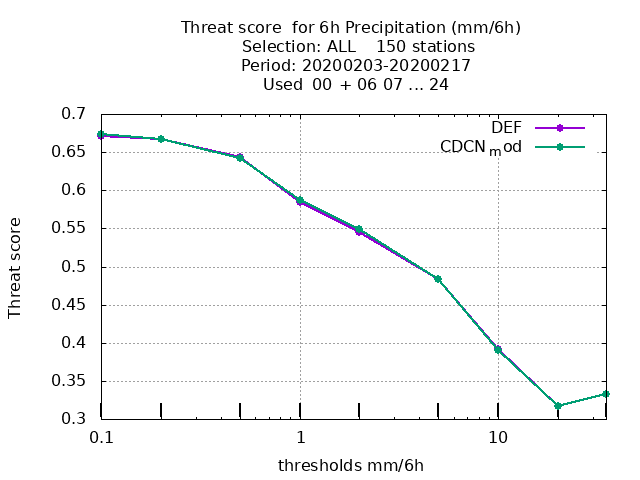 Threat score  for 6h Precipitation (mm/6h)
Selection: ALL    150 stations
Period: 20200203-20200217
Used  00 + 06 07 ... 24
DEF
CDCNmod
0.7
0.65
0.6
0.55
0.5
0.45
0.4
0.35
0.3
Threat score
0.1
1
10
thresholds mm/6h